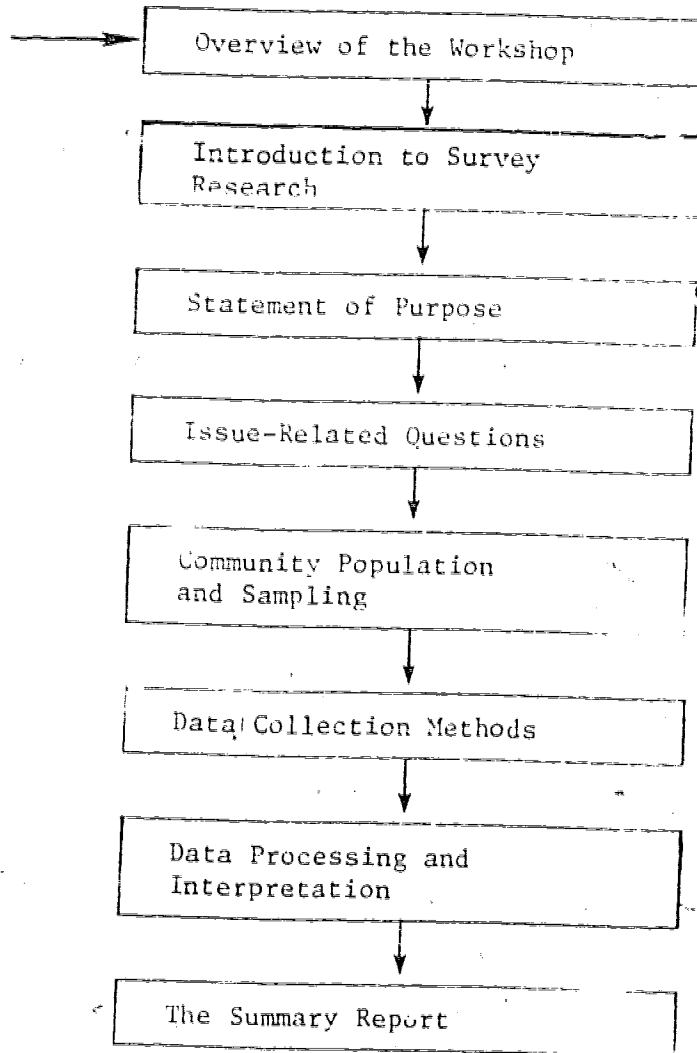 Overview of the Workshop
Introduction to Survey
Research
Statement of Purpose
Issue-Related Questions
Community Population
and Sampling
Data Collection Methods
Data Processing and
Interpretation
The Summary Report